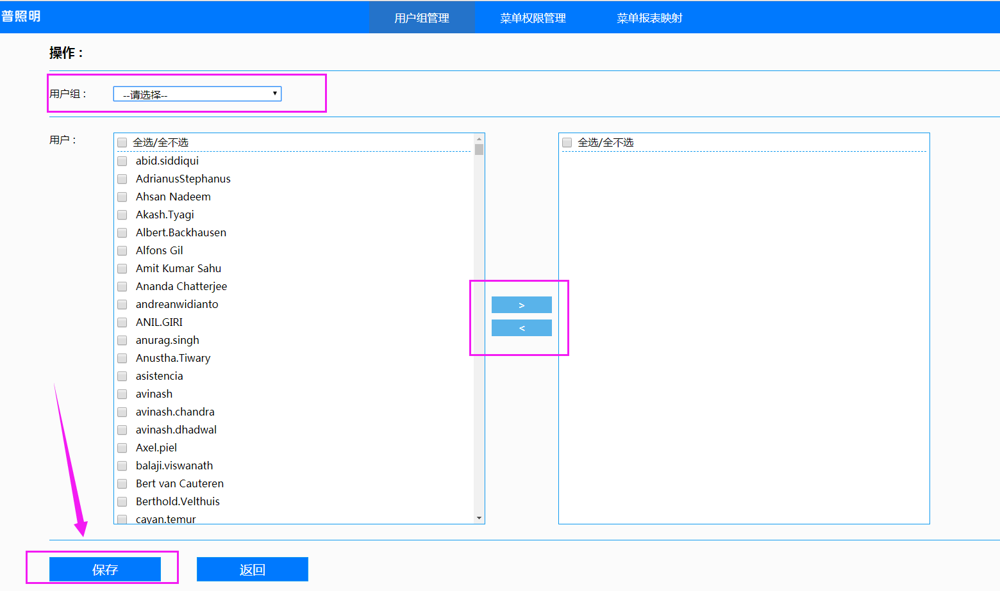 普照明
用户组管理
菜单权限管理
菜单报表映射
操作：
用户组：
--请选择--
用户：
全选/全不选
abid.siddiqui
AdrianusStephanus
Ahsan Nadeem
Akash.Tyagi
Albert.Backhausen
Alfons Gil
Amit Kumar Sahu
Ananda Chatterjee
andreanwidianto
ANIL.GIRI
anurag.singh
Anustha.Tiwary
asistencia
avinash
avinash.chandra
avinash.dhadwal
Axel.piel
balaji.viswanath
Bert van Cauteren
Berthold.Velthuis
cayan.temur
>
<
全选/全不选
保存
返回